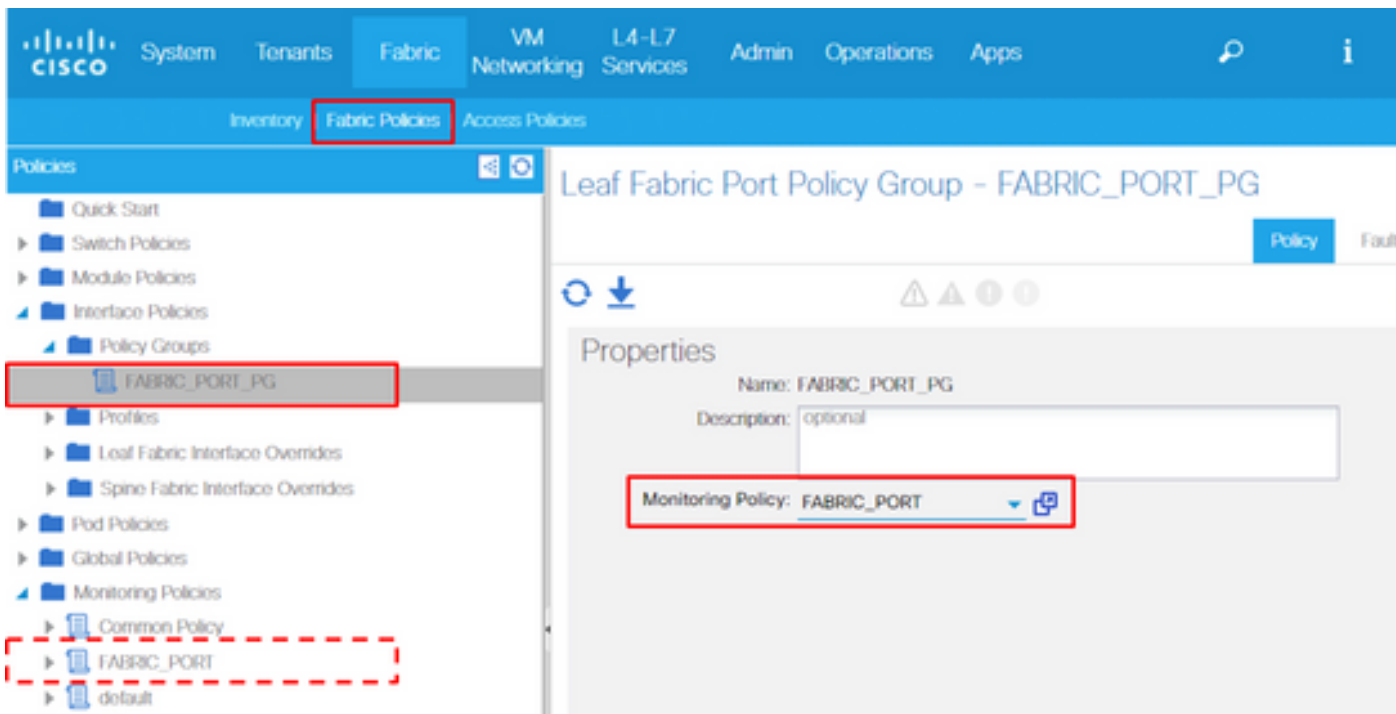 CISCO System Tenants Fabric VM Networking L4-L7 Services Admin Operations Apps
Inventory Fabric Policies Access Policies
Policies
Quick Start
Switch Policies
Module Policies
Interface Policies
Policy Groups
FABRIC_PORT_PG
Profiles
Leaf Fabric Interface Overrides
Spine Fabric Interface Overrides
Pod Policies
Global Policies
Monitoring Policies
Common Policy
FABRIC_PORT
default
Leaf Fabric Port Policy Group - FABRIC_PORT_PG
Policy Fault
Properties
Name: FABRIC_PORT_PG
Description: optional
Monitoring Policy: FABRIC_PORT